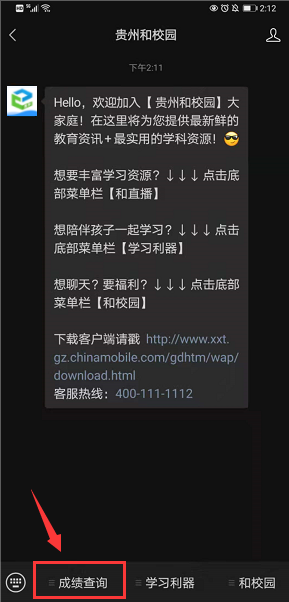 HD 5G 2:12
贵州和校园
下午2:11
Hello，欢迎加入【 贵州和校园】大
家庭！在这里将为您提供最新鲜的
教育资讯+最实用的学科资源！
想要丰富学习资源？↓↓↓点击底
部菜单栏【和直播】
想陪伴孩子一起学习？↓↓↓点击
底部菜单栏【学习利器】
想聊天？要福利？↓↓↓点击底部
菜单栏【和校园】
下载客户端请戳 http://www.xxt.
gz.chinamobile.com/gdhtm/wap/
download.html
客服热线：400-111-1112
成绩查询 学习利器 和校园